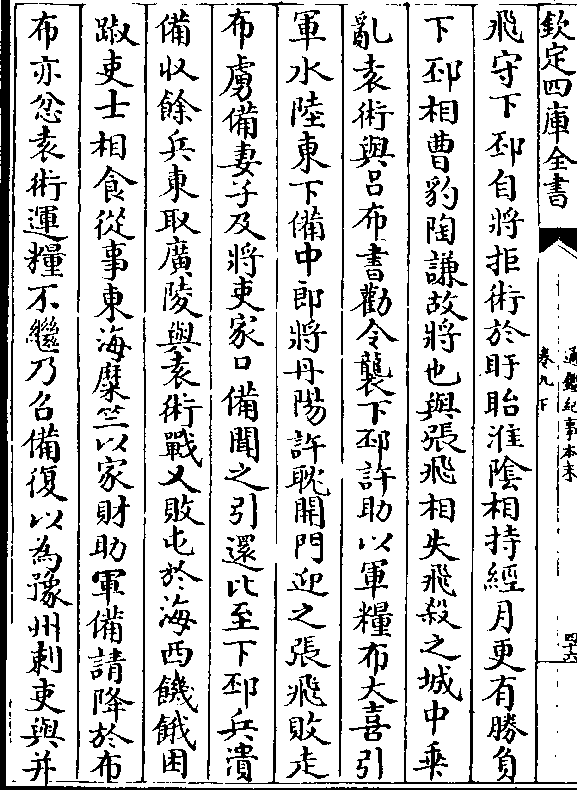 欽定四庫全書
通鑑紀事本末
卷九下
四十六
飛守下邳自將拒術於盱眙淮陰相持經月更有勝負
下邳相曹豹陶謙故將也與張飛相失飛殺之城中乖
亂袁術與吕布書勸令襲下邳許助以軍糧布大喜引
軍水陸東下備中郎將丹陽許耽開門迎之張飛敗走
布虜備妻子及將吏家口備聞之引還比至下邳兵潰
備収餘兵東取廣陵與袁術戰又敗屯於海西饑餓困
踧吏士相食從事東海糜竺以家財助軍備請降於布
布亦忿袁術運糧不繼乃召備復以為豫州刺吏與并